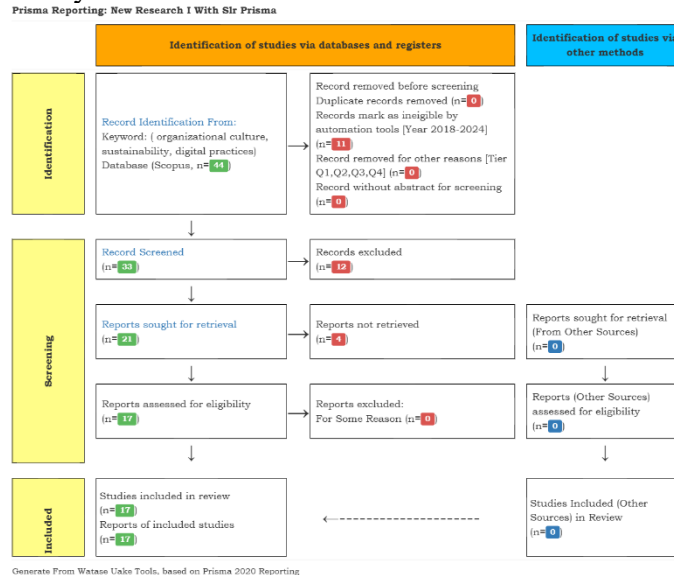 Prisma Reporting: New Research I With Slr Prisma
Identification of studies via databases and registers
Identification of studies via
other methods
Identification
Record Identification From:
Keyword: ( organizational culture,
sustainability, digital practices)
Database (Scopus, n=44)
Record removed before screening
Duplicate records removed (n=0)
Records mark as ineigible by
automation tools [Year 2018-2024]
(n=11)
Record removed for other reasons [Tier
Q1,Q2,Q3,Q4] (n=0)
Record without abstract for screening
(n=0)
Screening
Record Screened
(n=33)
Records excluded
(n=12)
Reports sought for retrieval
(n=21)
Reports not retrieved
(n=4)
Reports sought for retrieval
(From Other Sources)
(n=0)
Reports assessed for eligibility
(n=17)
Reports excluded:
For Some Reason (n=0)
Reports (Other Sources)
assessed for eligibility
(n=0)
Included
Studies included in review
(n=17)
Reports of included studies
(n=17)
Studies Included (Other
Sources) in Review
(n=0)
Generate From Watase Uake Tools, based on Prisma 2020 Reporting